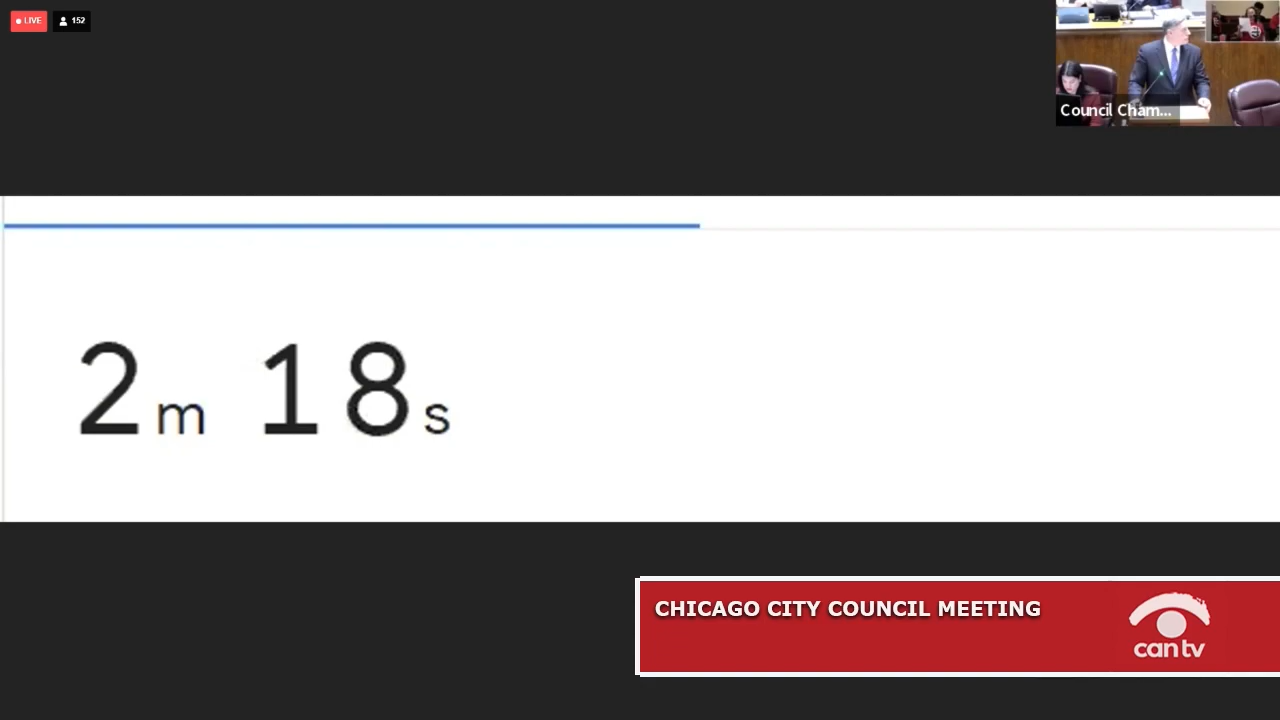 LIVE
152
Council Cham...
2m 18s
CHICAGO CITY COUNCIL MEETING
can tv